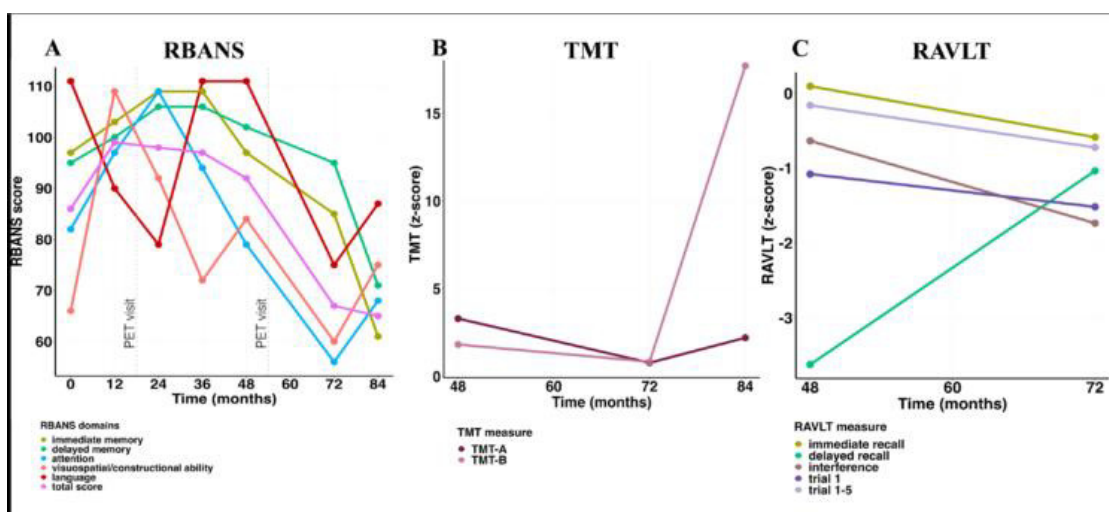 A RBANS
RBANS score
110
100
90
80
70
60
PET visit
PET visit
0 12 24 36 48 60 72 84
Time (months)
RBANS domains
immediate memory
delayed memory
attention
visuospatial/constructional ability
language
total score
B TMT
TMT (z-score)
15
10
5
0
48 60 72 84
Time (months)
TMT measure
TMT-A
TMT-B
C RAVLT
RAVLT (z-score)
0
-1
-2
-3
48 60 72
Time (months)
RAVLT measure
immediate recall
delayed recall
interference
trial 1
trial 1-5